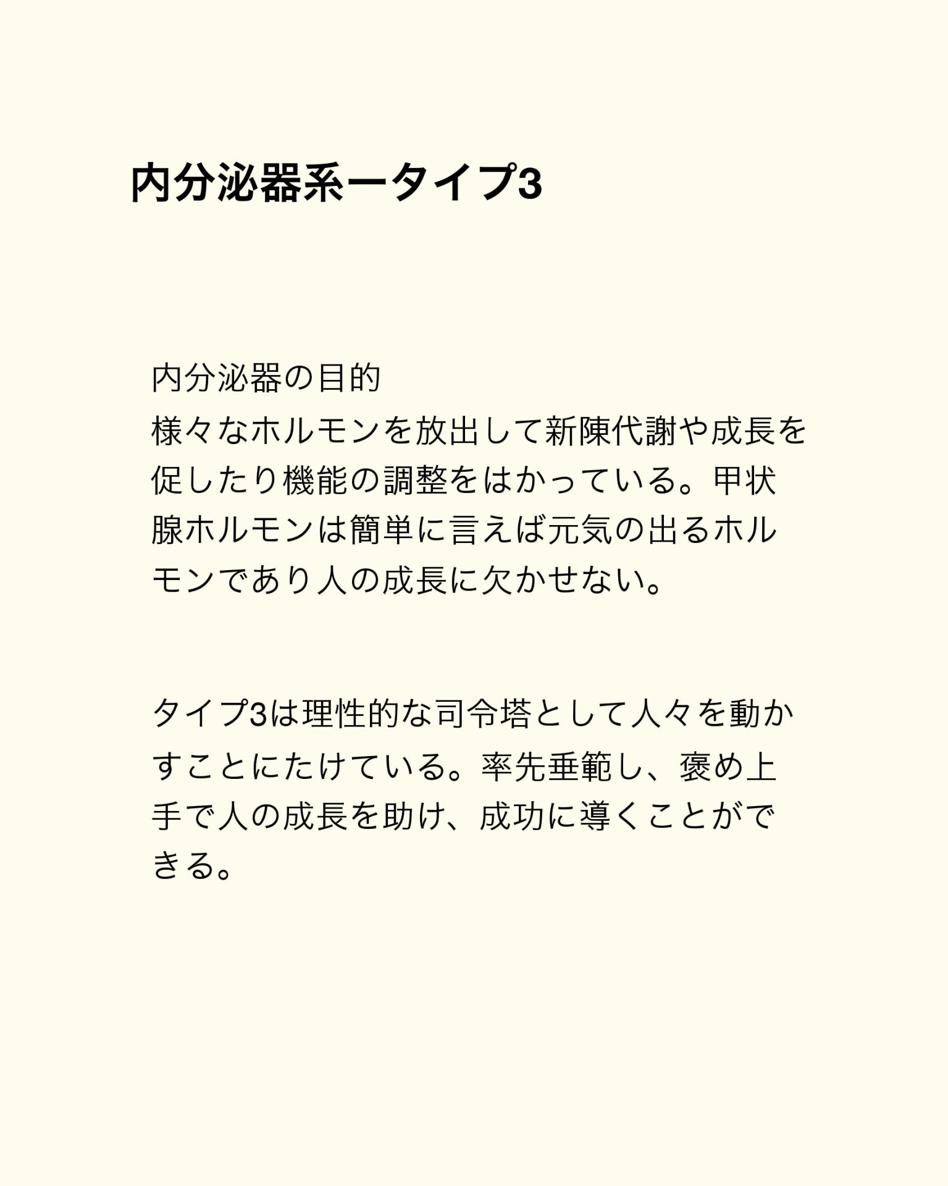 内分泌器系ータイプ3
内分泌器の目的
様々なホルモンを放出して新陳代謝や成長を
促したり機能の調整をはかっている。甲状
腺ホルモンは簡単に言えば元気の出るホル
モンであり人の成長に欠かせない。
タイプ3は理性的な司令塔として人々を動か
すことにたけている。率先垂範し、褒め上
手で人の成長を助け、成功に導くことがで
きる。